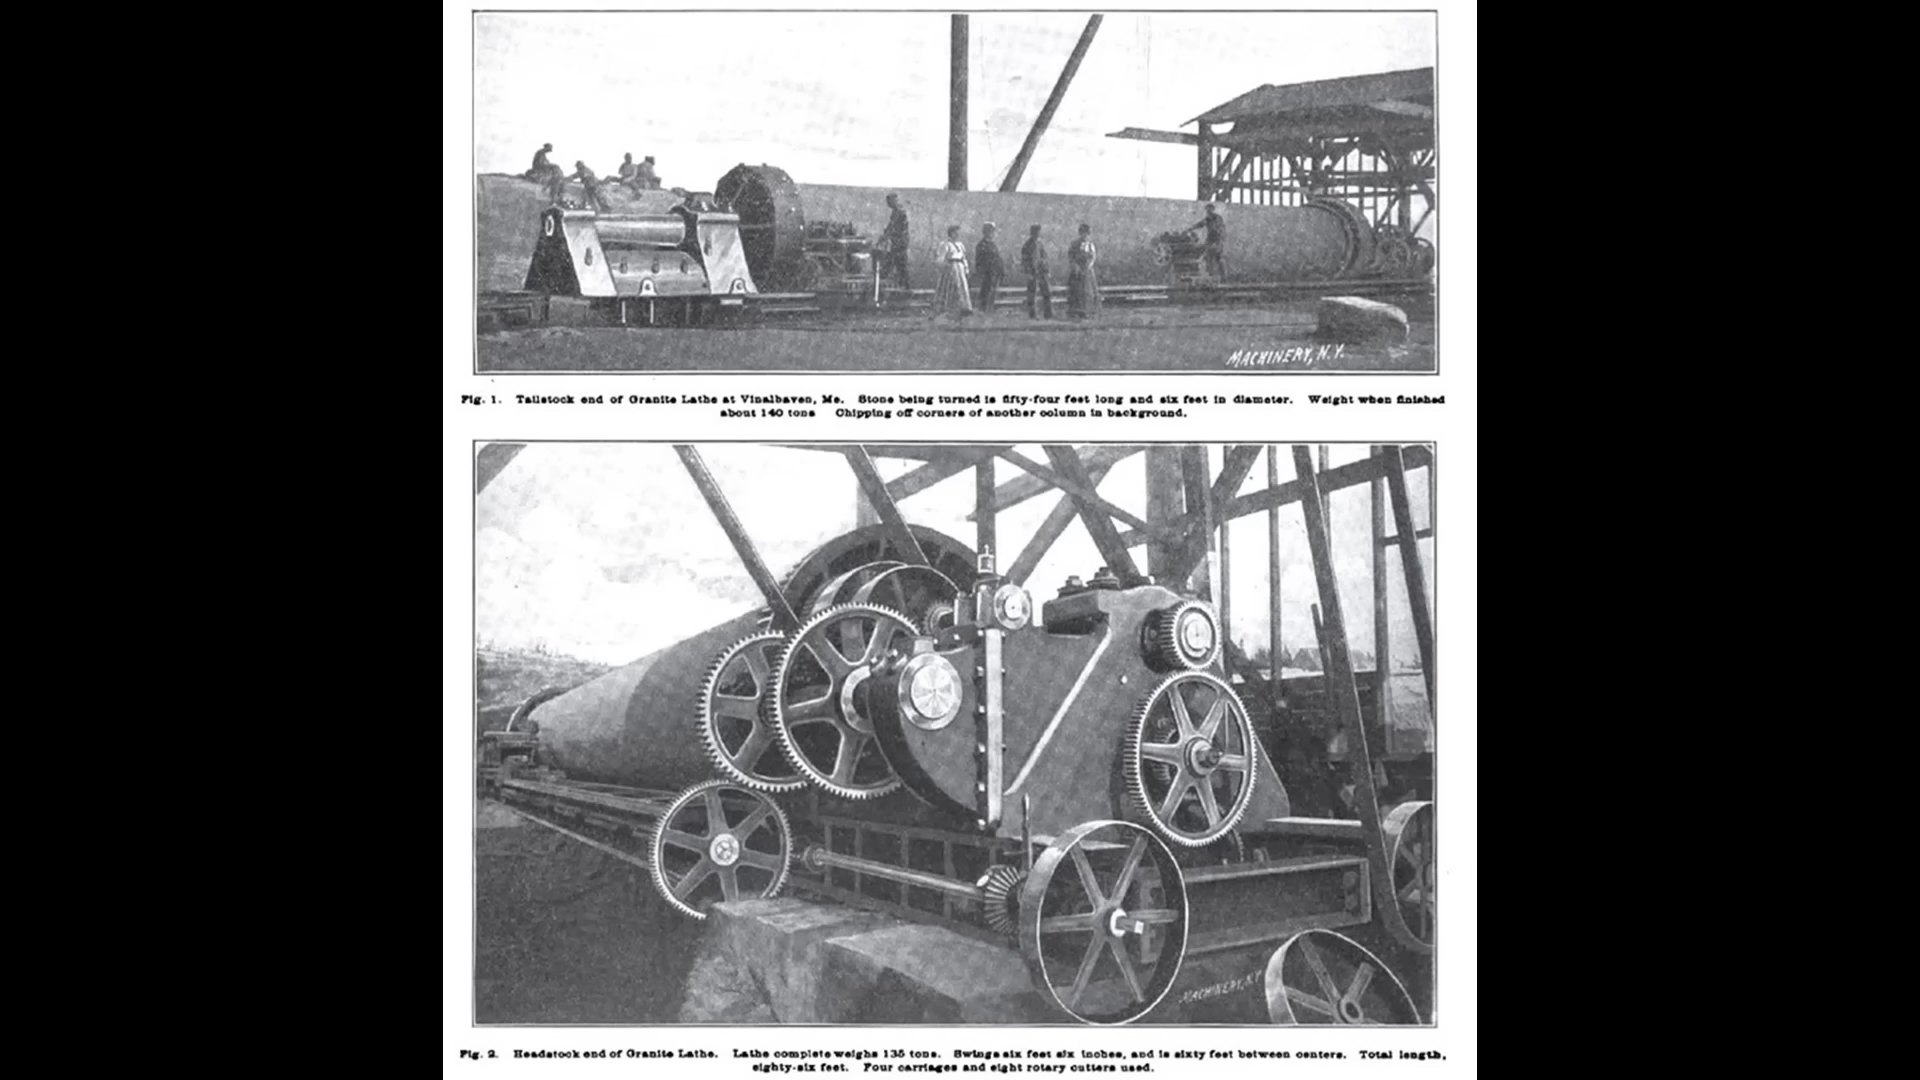 MACHINERY, N.Y.
Fig. 1. Tailstock end of Granite Lathe at Vinalhaven, Me. Stone being turned is fifty-four feet long and six feet in diameter. Weight when finished
about 140 tons Chipping off corners of another column in background.
MACHINERY, N.Y.
Fig. 2. Headstock end of Granite Lathe. Lathe complete weighs 135 tons. Swings six feet six inches, and is sixty feet between centers. Total length,
eighty-six feet. Four carriages and eight rotary cutters used.